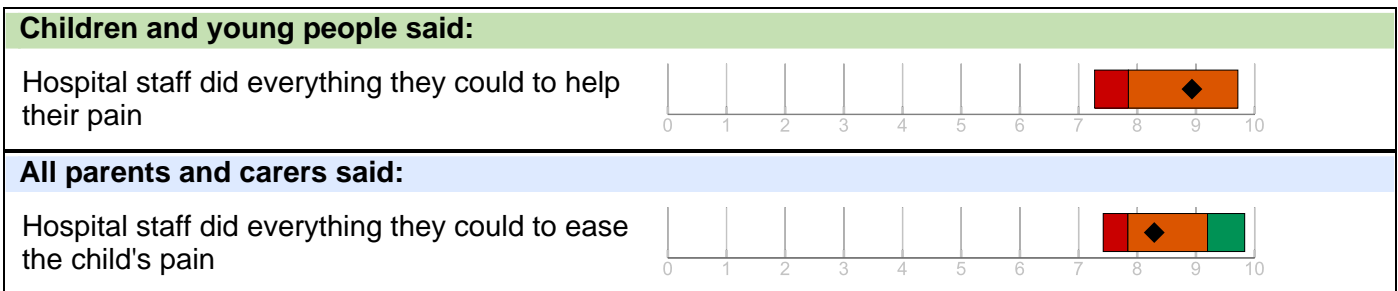 Children and young people said:
Hospital staff did everything they could to help
their pain
0 1 2 3 4 5 6 7 8 9 10
All parents and carers said:
Hospital staff did everything they could to ease
the child's pain
0 1 2 3 4 5 6 7 8 9 10